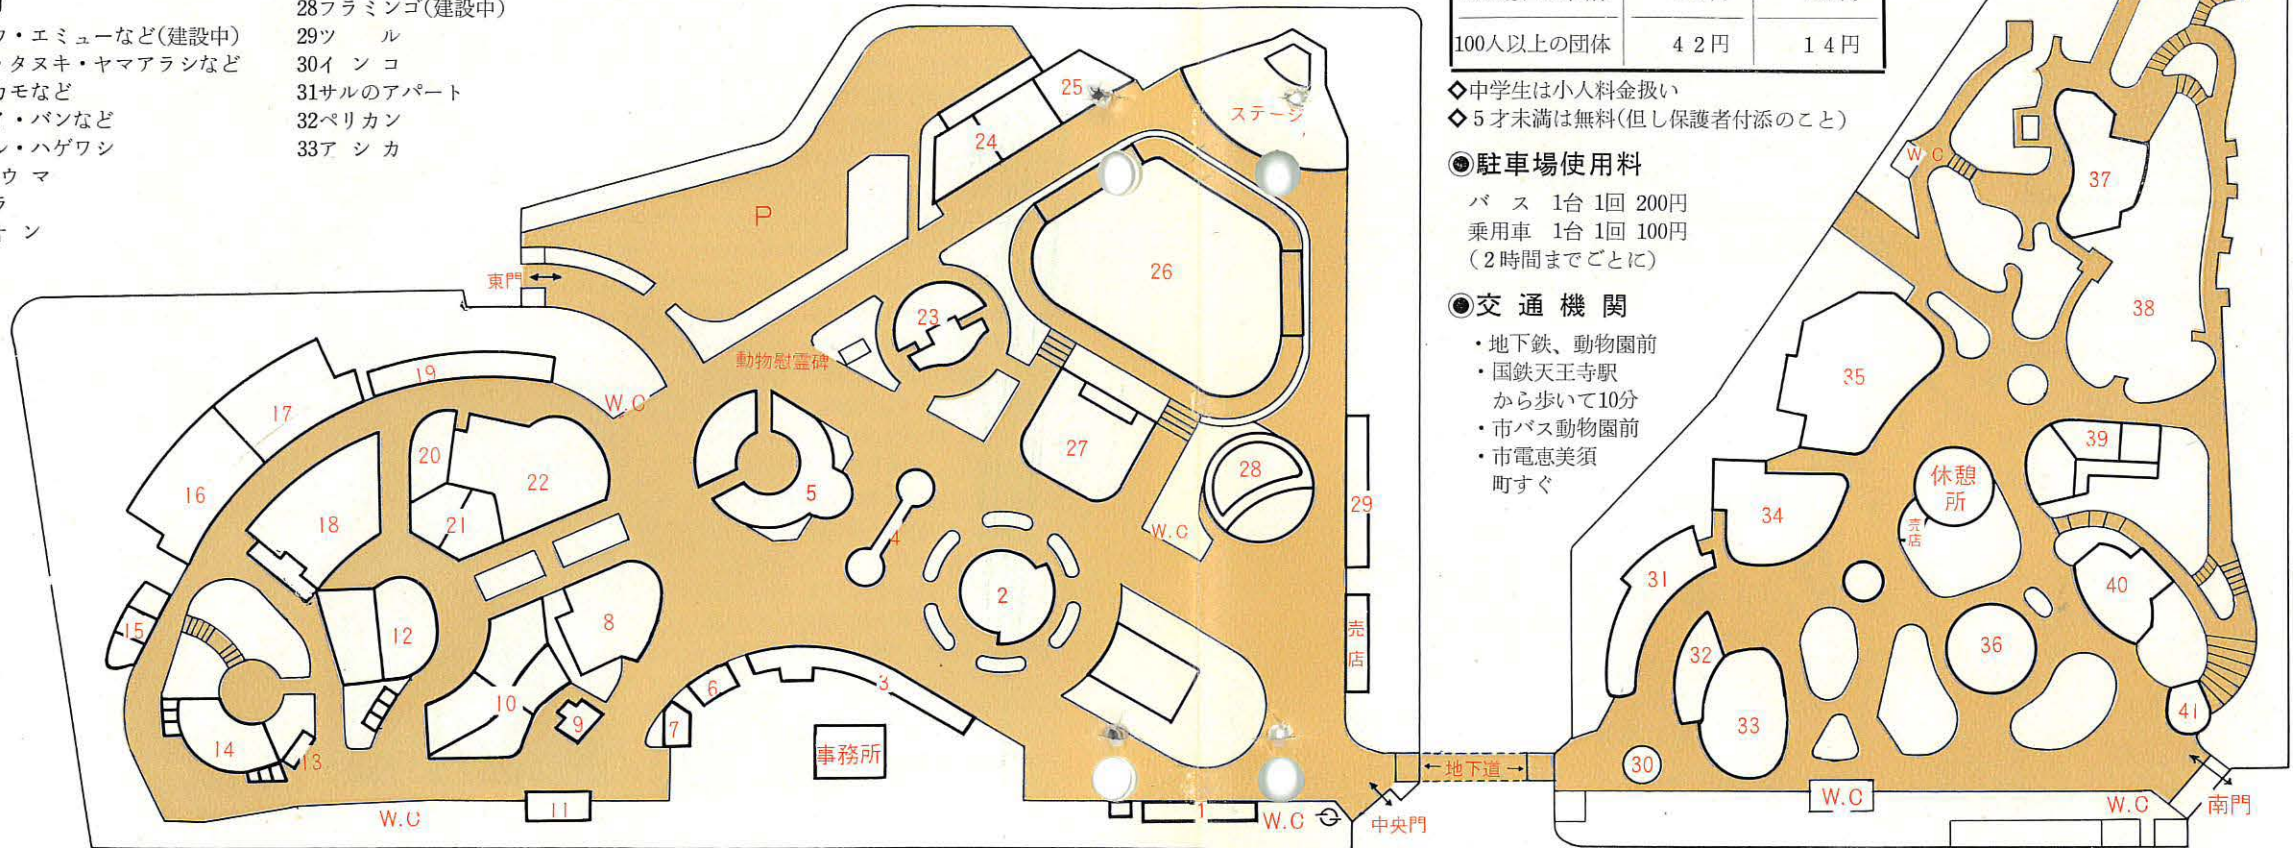 ウ・エミューなど(建設中)
タヌキ・ヤマアラシなど
カモなど
・バンなど
ン・ハゲワシ
ウマ
ラ
ン
28フラミンゴ(建設中)
29ツル
30インコ
31サルのアパート
32ペリカン
33アシカ
100人以上の団体 42円 14円
◇中学生は小人料金扱い
◇5才未満は無料(但し保護者付添のこと)
◉駐車場使用料
バス 1台 1回 200円
乗用車 1台 1回 100円
(2時間までごとに)
◉交通機関
・地下鉄、動物園前
・国鉄天王寺駅
から歩いて10分
・市バス動物園前
・市電恵美須
町すぐ
25
ステージ
24
P
26
東門
23
動物慰霊碑
19
17
W.C
20
22
16
18
21
5
27
28
29
4
W.C
2
15
12
8
売店
10
6
3
9
7
14
13
事務所
地下道
11
W.C
1
W.C
中央門
W C
37
38
35
39
休憩所
売店
34
31
40
32
36
33
41
30
W.C
W.C
南門